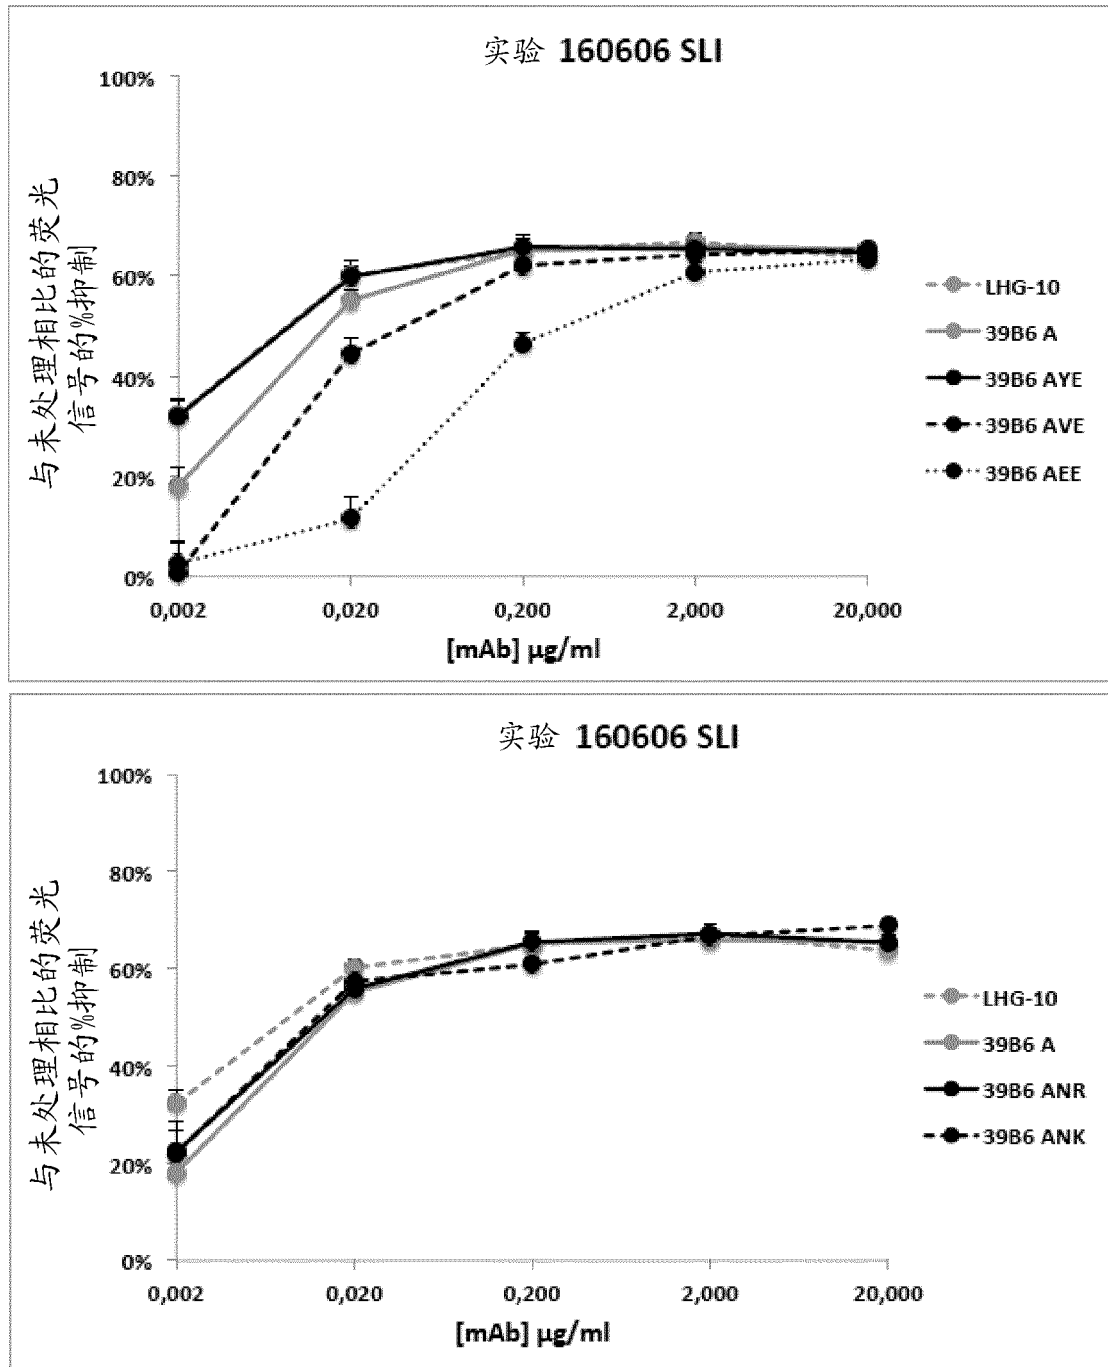 实验 160606 SLI
100%
80%
60%
40%
20%
0%
与未处理相比的荧光
信号的%抑制
0,002 0,020 0,200 2,000 20,000
[mAb] µg/ml
LHG-10
39B6 A
39B6 AYE
39B6 AVE
39B6 AEE
实验 160606 SLI
100%
80%
60%
40%
20%
0%
与未处理相比的荧光
信号的%抑制
0,002 0,020 0,200 2,000 20,000
[mAb] µg/ml
LHG-10
39B6 A
39B6 ANR
39B6 ANK